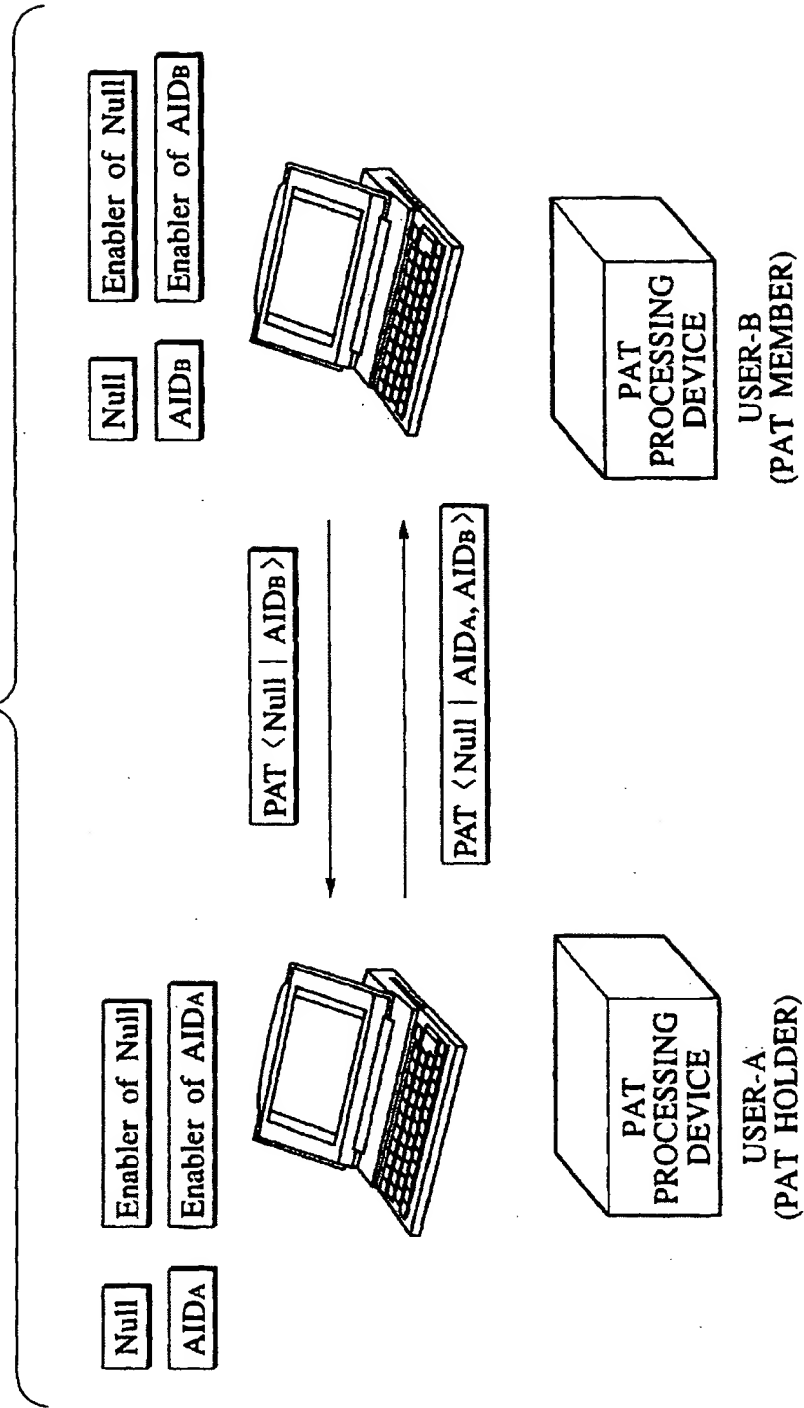 Null
Enabler of Null
AIDA
Enabler of AIDA
PAT
PROCESSING
DEVICE
USER-A
(PAT HOLDER)
PAT <Null | AIDB>
PAT <Null | AIDA, AIDB>
Null
Enabler of Null
AIDB
Enabler of AIDB
PAT
PROCESSING
DEVICE
USER-B
(PAT MEMBER)